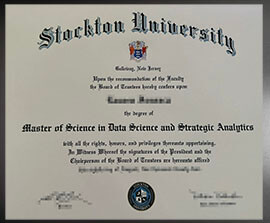 Stockton University
Galloway, New Jersey
Upon the recommendation of the Faculty
the Board of Trustees hereby confers upon
the degree of
Master of Science in Data Science and Strategic Analytics
with all the rights, honors, and privileges thereunto appertaining.
In Witness Whereof the signatures of the President and the
Chairperson of the Board of Trustees are hereunto affixed